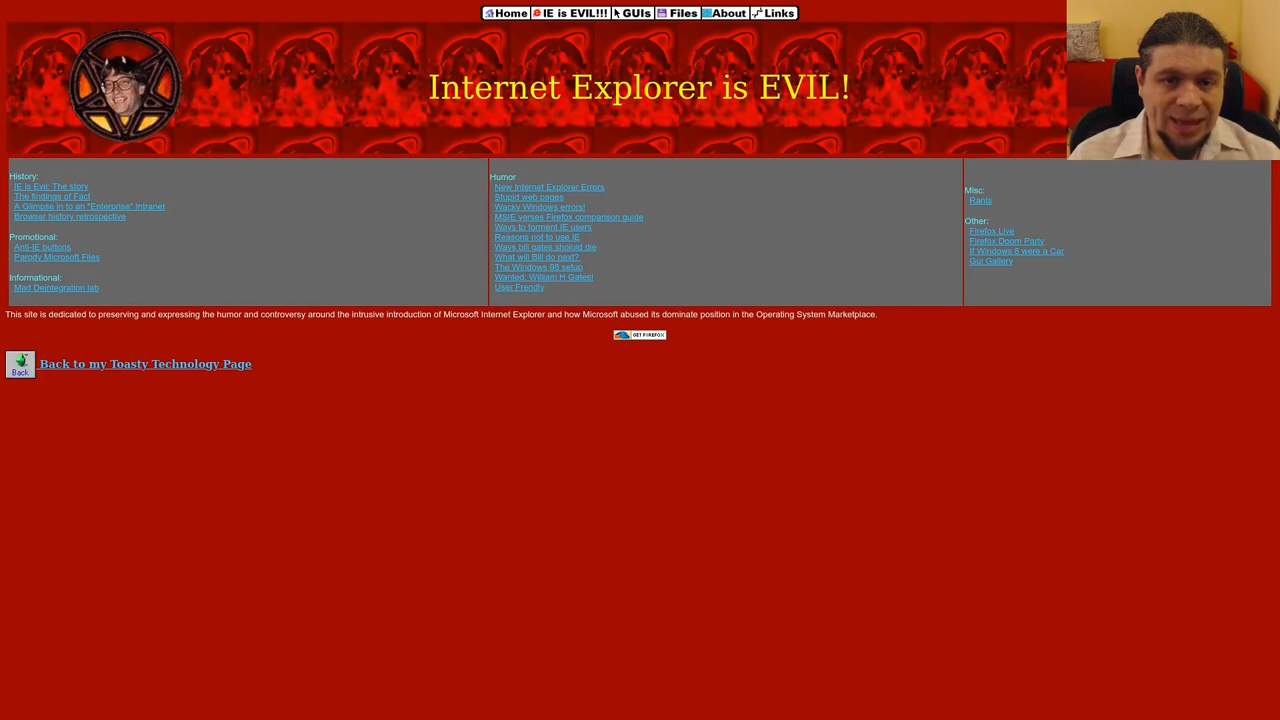 Home IE is EVIL!!! GUIs Files About Links
Internet Explorer is EVIL!
History:
IE is Evil: The story
The findings of Fact
A Glimpse in to an "Enterprise" Intranet
Browser history retrospective
Promotional:
Anti-IE buttons
Parody Microsoft Files
Informational:
Mad Deintegration lab
Humor
New Internet Explorer Errors
Stupid web pages
Wacky Windows errors!
MSIE verses Firefox comparison guide
Ways to torment IE users
Reasons not to use IE
Ways bill gates shoiuld die
What will Bill do next?
The Windows 98 setup
Wanted: William H Gates!
User Frendly
Misc:
Rants
Other:
Firefox Live
Firefox Doom Party
If Windows 8 were a Car
Gui Gallery
This site is dedicated to preserving and expressing the humor and controversy around the intrusive introduction of Microsoft Internet Explorer and how Microsoft abused its dominate position in the Operating System Marketplace.
GET FIREFOX
Back Back to my Toasty Technology Page